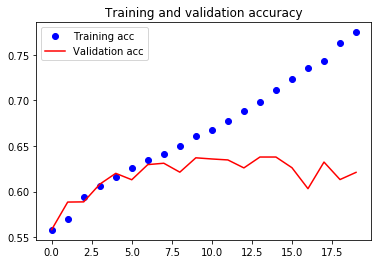 Training and validation accuracy
Training acc
Validation acc
0.75
0.70
0.65
0.60
0.55
0.0 2.5 5.0 7.5 10.0 12.5 15.0 17.5